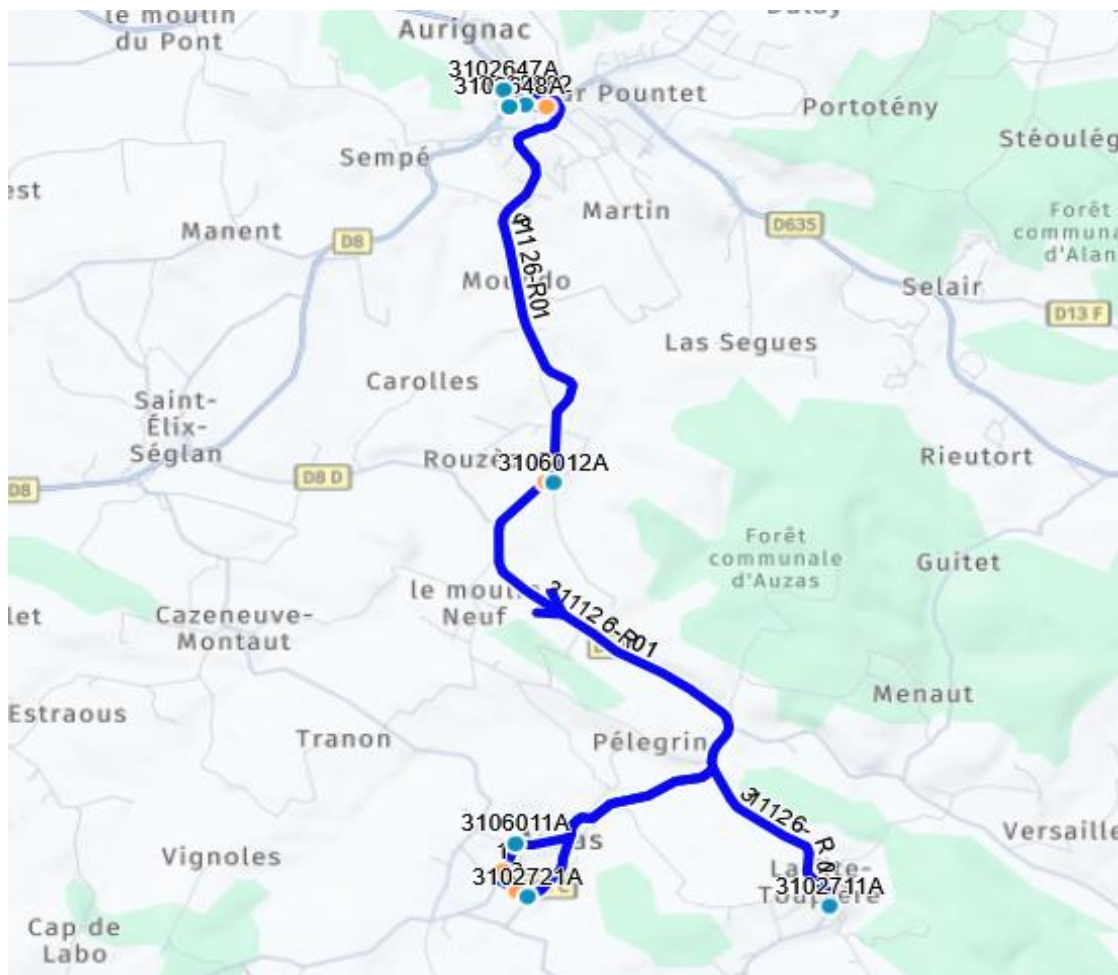 le moulin
du Pont
Aurignac
3102647A
Pountet
Portotény
Stéoulég
Sempé
Martin
Manent
D8
D635
Forêt
communa
d'Alan
Selair
D13 F
Las Segues
Carolles
Saint-
Élix-
Séglan
3106012A
D8
D8 D
Rieutort
Forêt
communale
d'Auzas
Guitet
le moulin
Neuf
Cazeneuve-
Montaut
Menaut
Estraous
Tranon
Pélegrin
3106011A
Versaille
Vignoles
3102721A
3102711A
Cap de
Labo